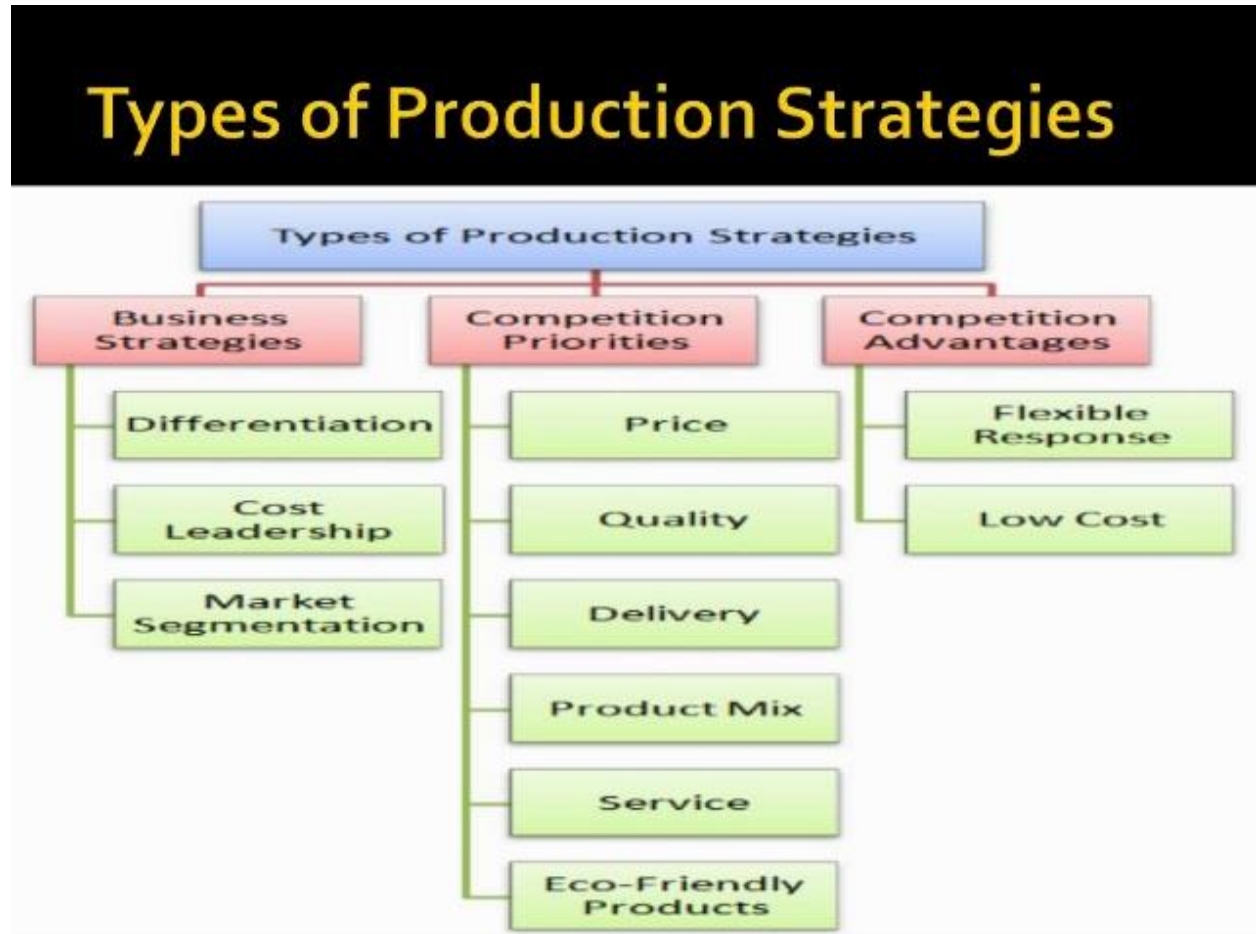 Types of Production Strategies
Types of Production Strategies
Business
Strategies
Differentiation
Cost
Leadership
Market
Segmentation
Competition
Priorities
Price
Quality
Delivery
Product Mix
Service
Eco-Friendly
Products
Competition
Advantages
Flexible
Response
Low Cost